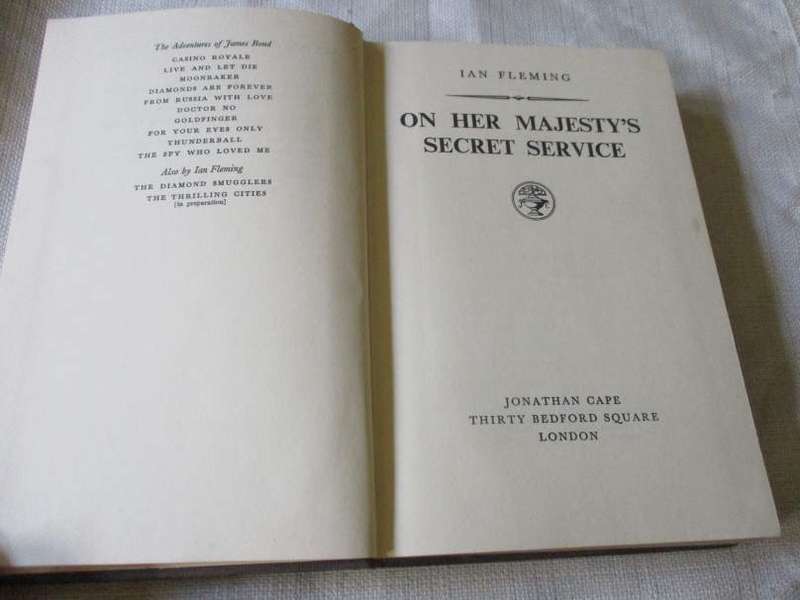 The Adventures of James Bond
CASINO ROYALE
LIVE AND LET DIE
MOONRAKER
DIAMONDS ARE FOREVER
FROM RUSSIA WITH LOVE
DOCTOR NO
GOLDFINGER
FOR YOUR EYES ONLY
THUNDERBALL
THE SPY WHO LOVED ME
Also by Ian Fleming
THE DIAMOND SMUGGLERS
THE THRILLING CITIES
[in preparation]
IAN FLEMING
ON HER MAJESTY'S
SECRET SERVICE
JONATHAN CAPE
THIRTY BEDFORD SQUARE
LONDON